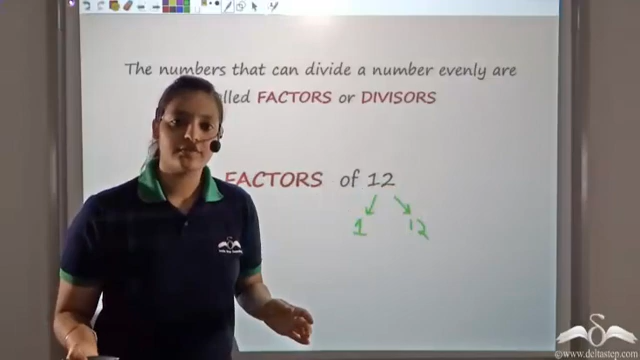 The numbers that can divide a number evenly are
lled FACTORS or DIVISORS
FACTORS of 12
1 12
©www.deltastep.com